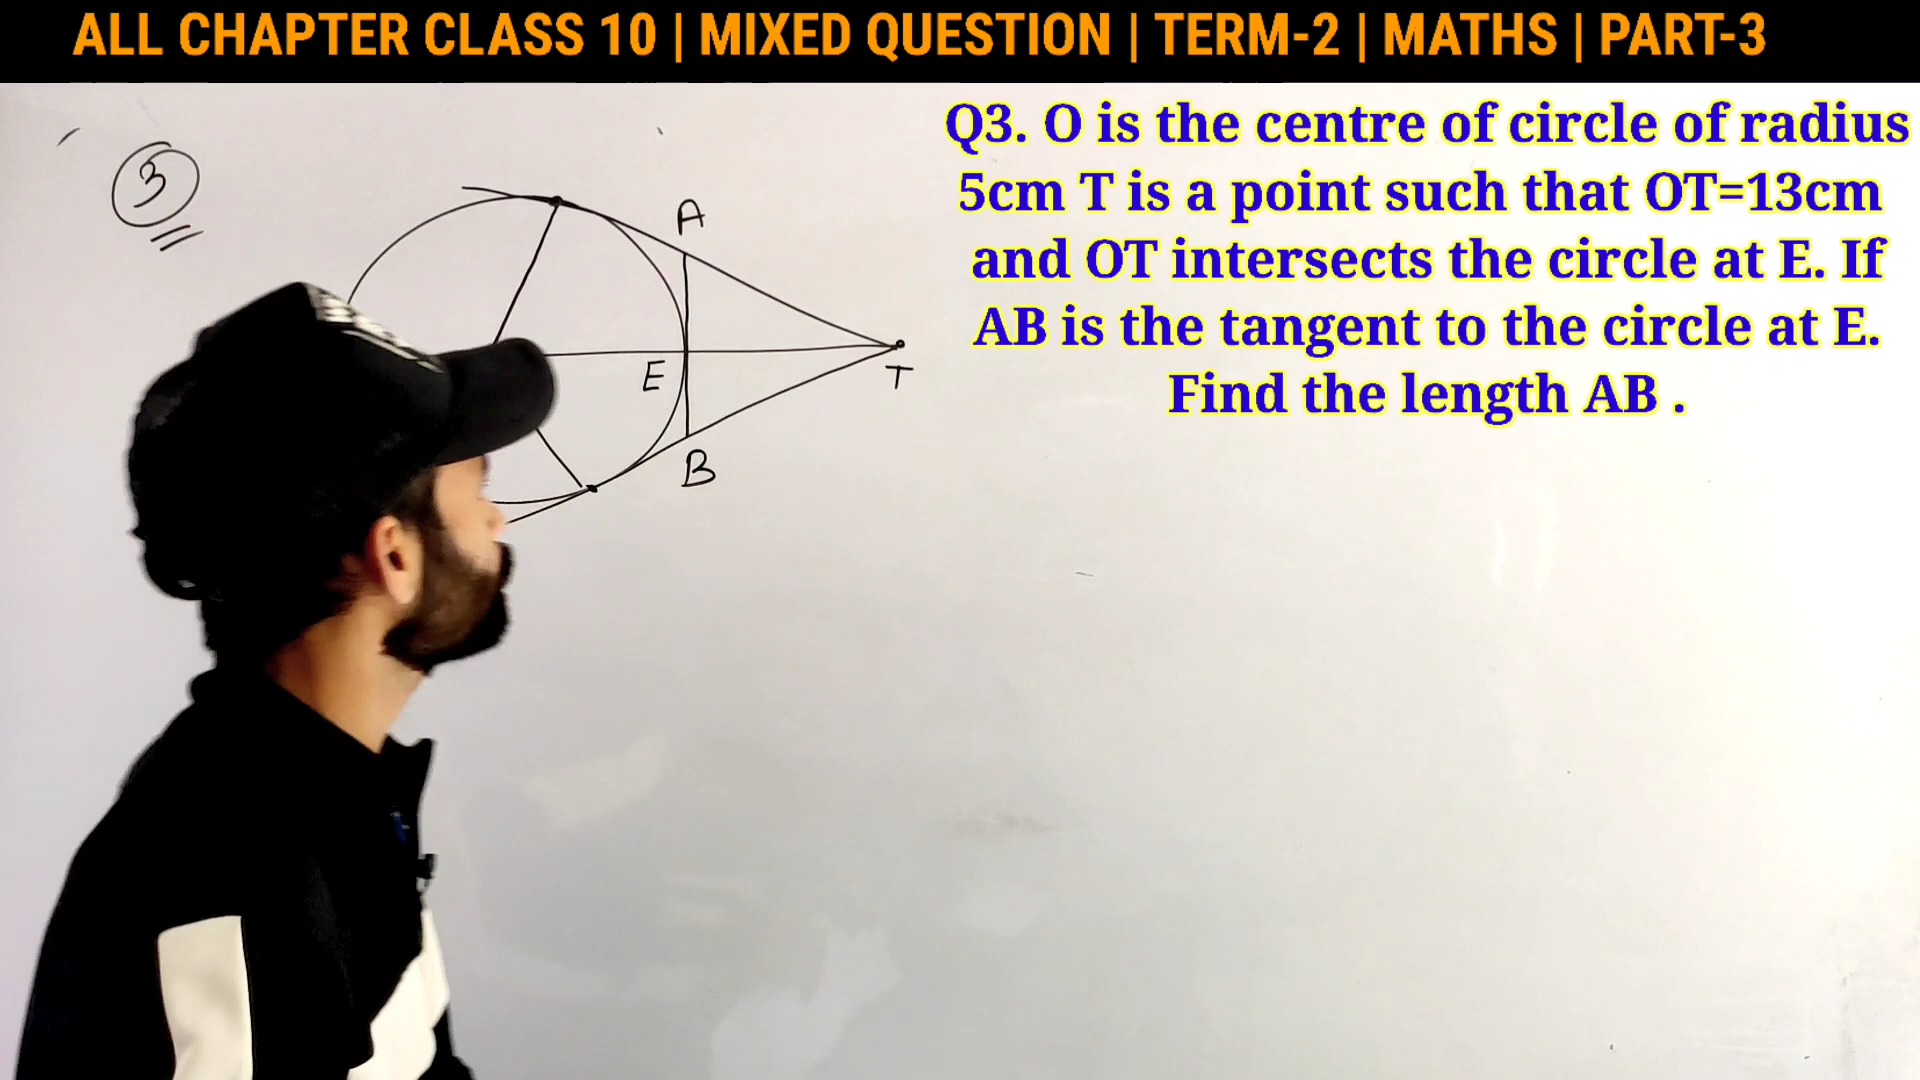 ALL CHAPTER CLASS 10 | MIXED QUESTION | TERM-2 | MATHS | PART-3
Q3. O is the centre of circle of radius
5cm T is a point such that OT=13cm
and OT intersects the circle at E. If
AB is the tangent to the circle at E.
Find the length AB .
3
A
E
T
B